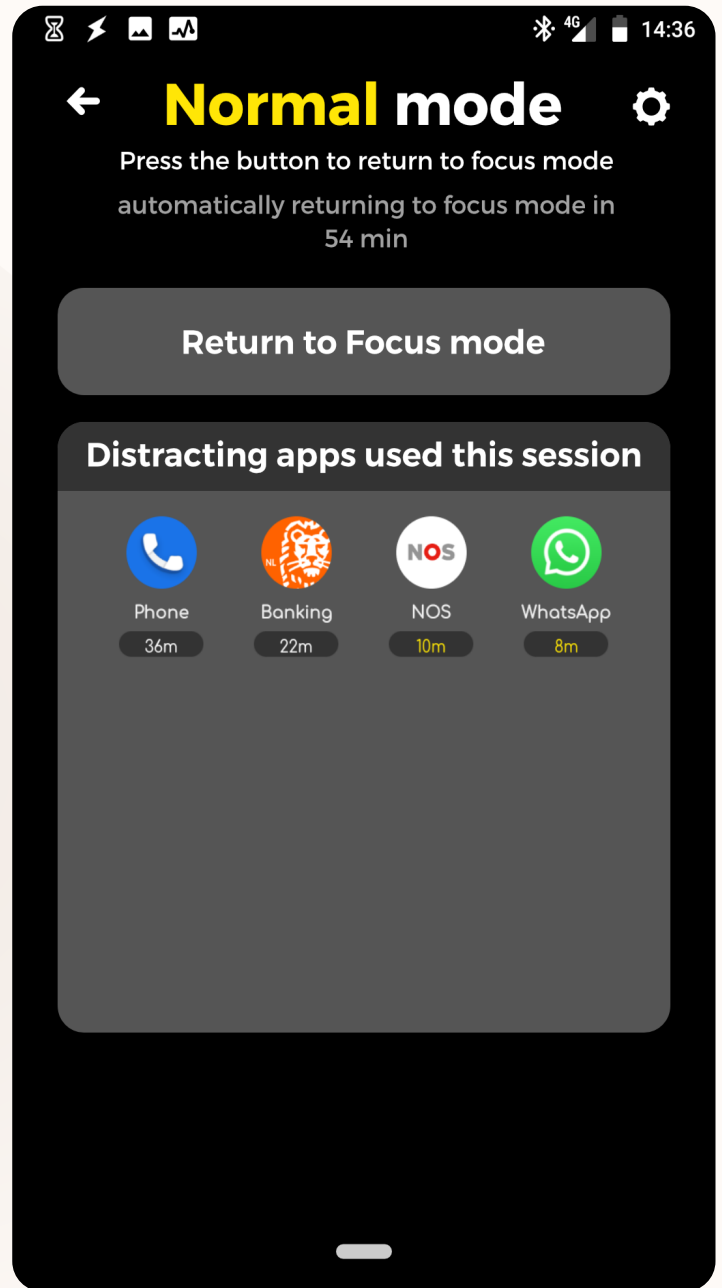 4G 14:36
Normal mode
Press the button to return to focus mode
automatically returning to focus mode in
54 min
Return to Focus mode
Distracting apps used this session
NL NOS
Phone Banking NOS WhatsApp
36m 22m 10m 8m